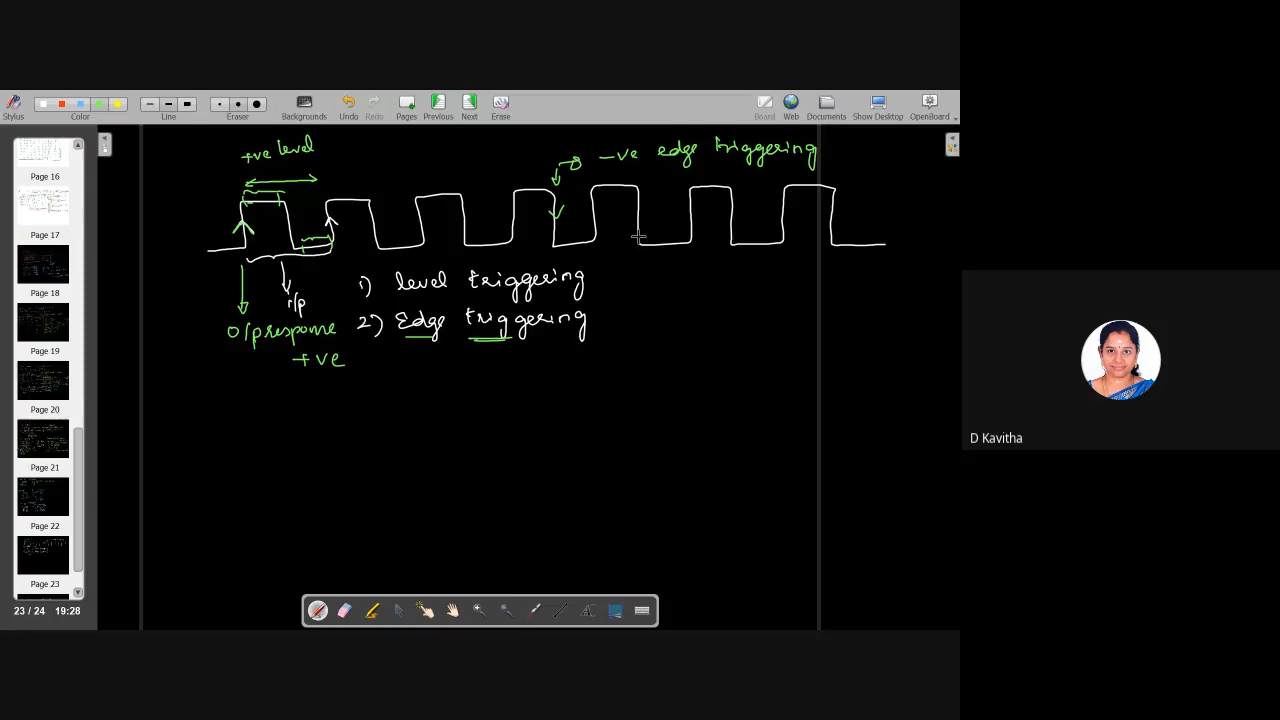 Stylus
Color
Line
Eraser
Backgrounds
Undo
Redo
Pages
Previous
Next
Erase
Board
Web
Documents
Show Desktop
OpenBoard
Page 16
Page 17
Page 18
Page 19
Page 20
Page 21
Page 22
Page 23
23 / 24 19:28
+ve level
-ve edge triggering
i/p
1) level triggering
o/p response
+ve
2) Edge triggering
D Kavitha